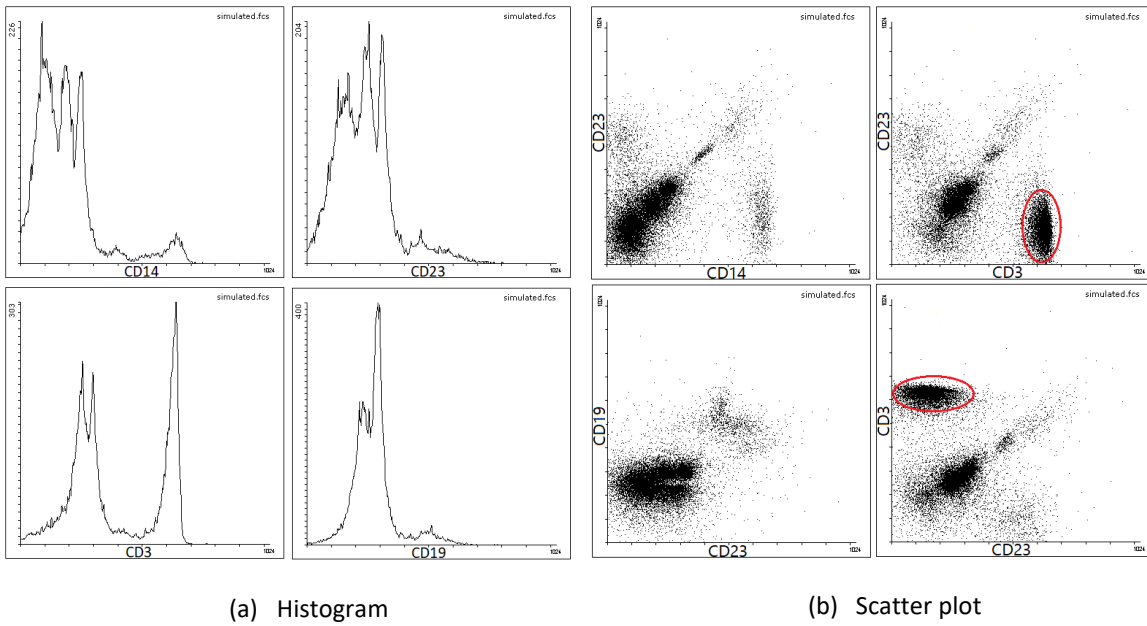 simulated.fcs
226
CD14
1024
simulated.fcs
204
CD23
1024
simulated.fcs
1024
CD23
CD14
1024
simulated.fcs
1024
CD23
CD3
1024
simulated.fcs
303
CD3
1024
simulated.fcs
400
CD19
1024
simulated.fcs
1024
CD19
CD23
1024
simulated.fcs
1024
CD3
CD23
1024
(a) Histogram
(b) Scatter plot